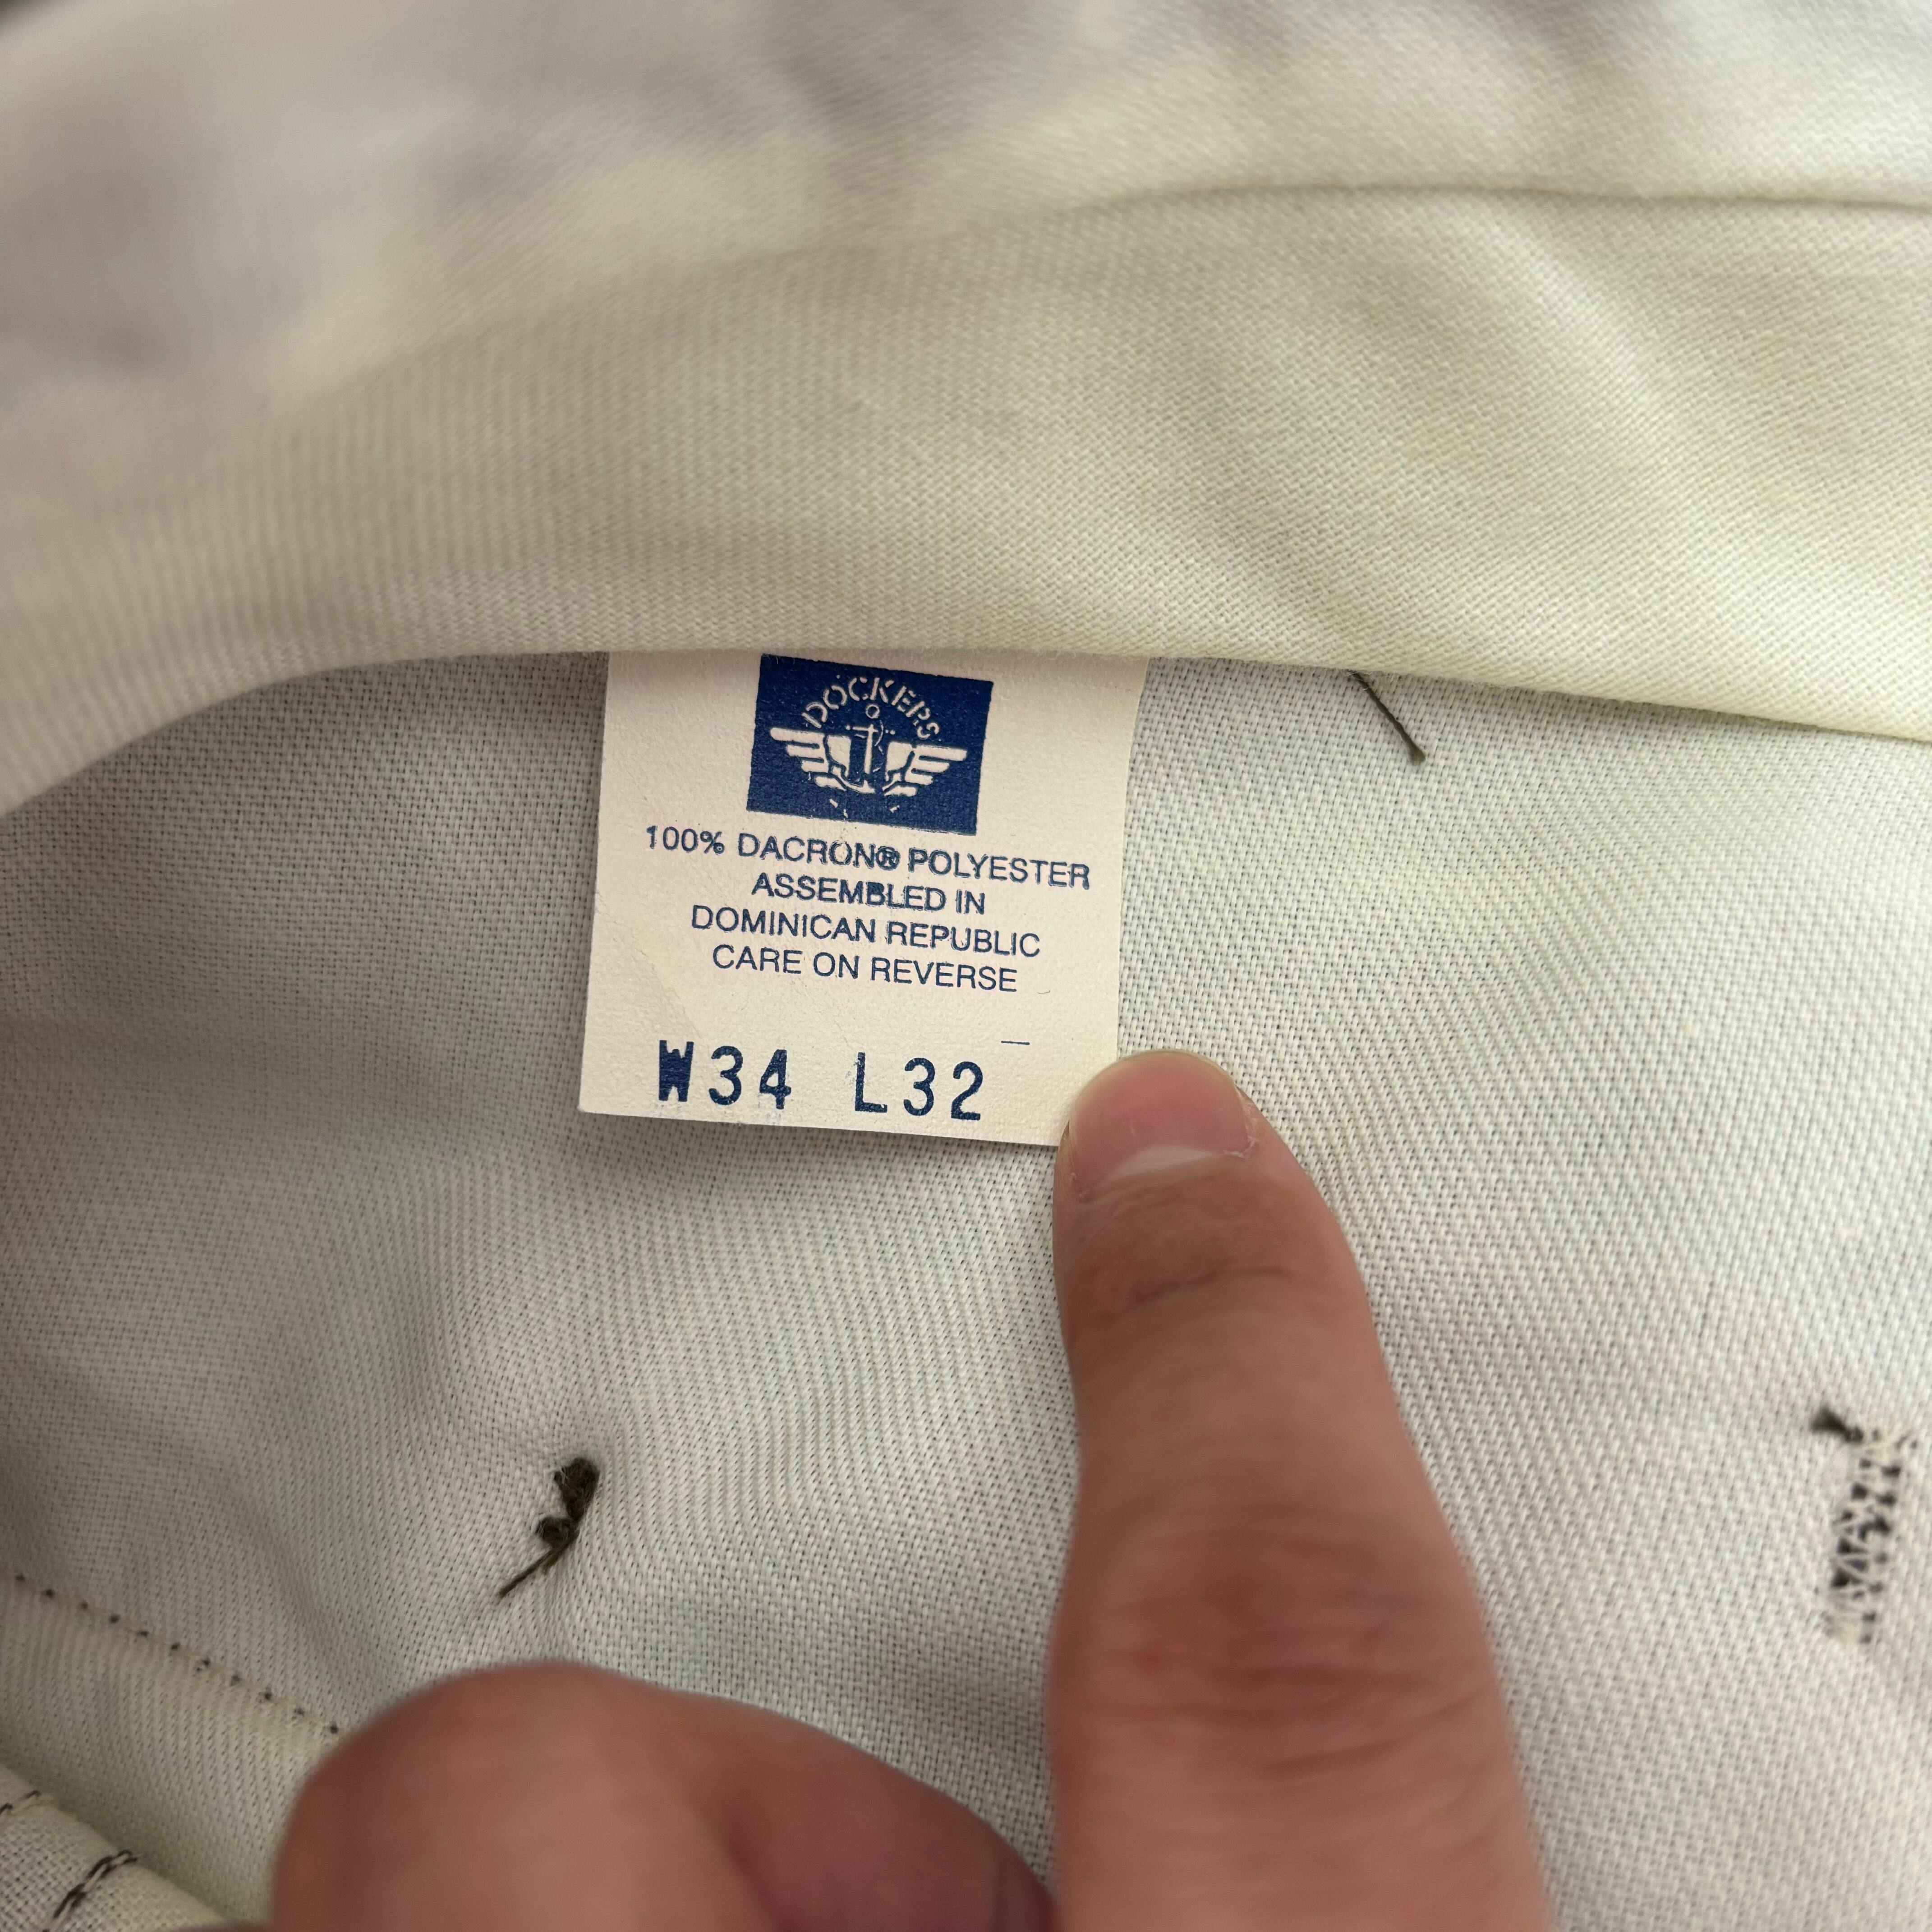 DOCKERS
100% DACRON® POLYESTER
ASSEMBLED IN
DOMINICAN REPUBLIC
CARE ON REVERSE
W34 L32